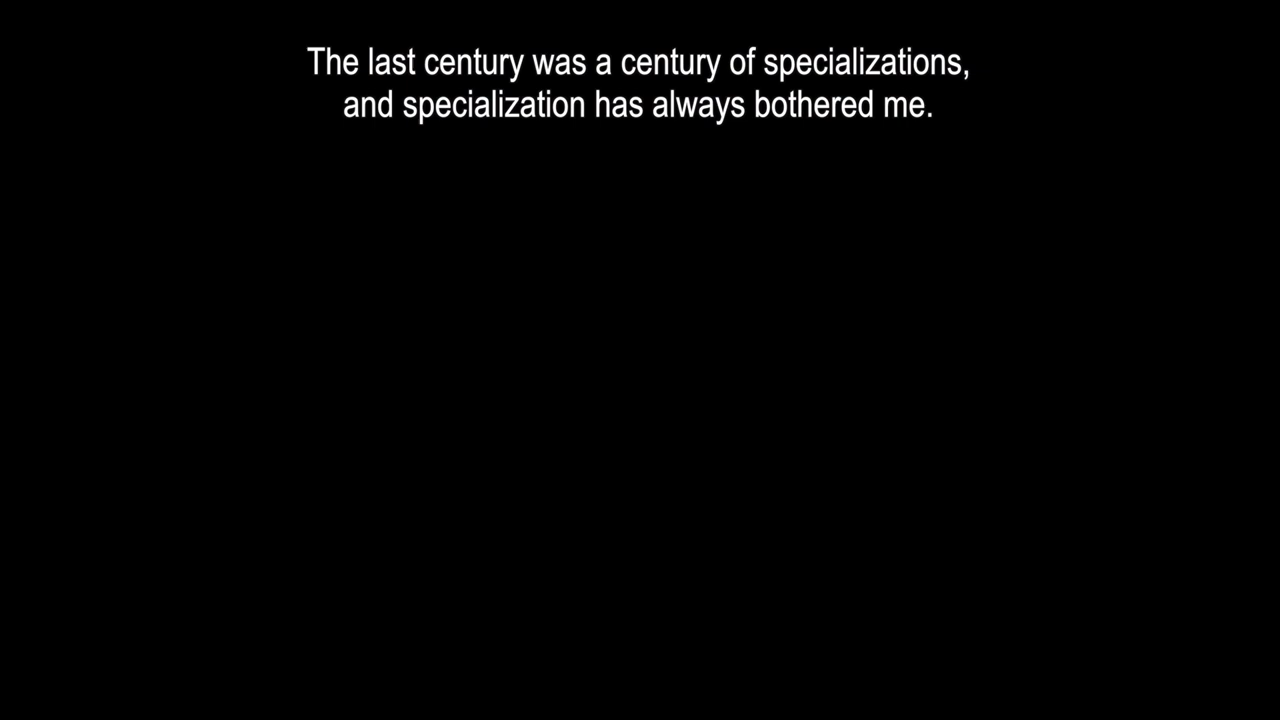 The last century was a century of specializations,
and specialization has always bothered me.